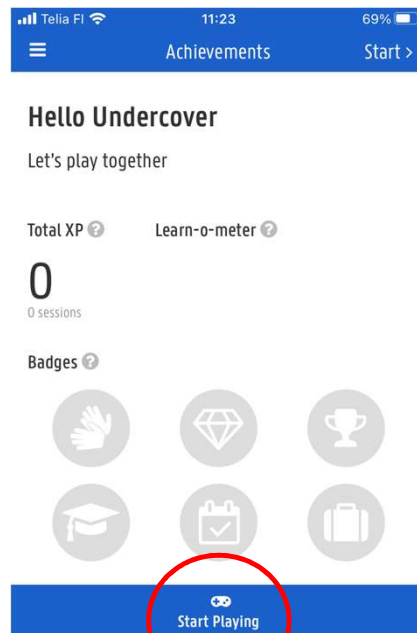 Telia FI 11:23 69%
Achievements Start >
Hello Undercover
Let's play together
Total XP ? Learn-o-meter ?
0
0 sessions
Badges ?
Start Playing